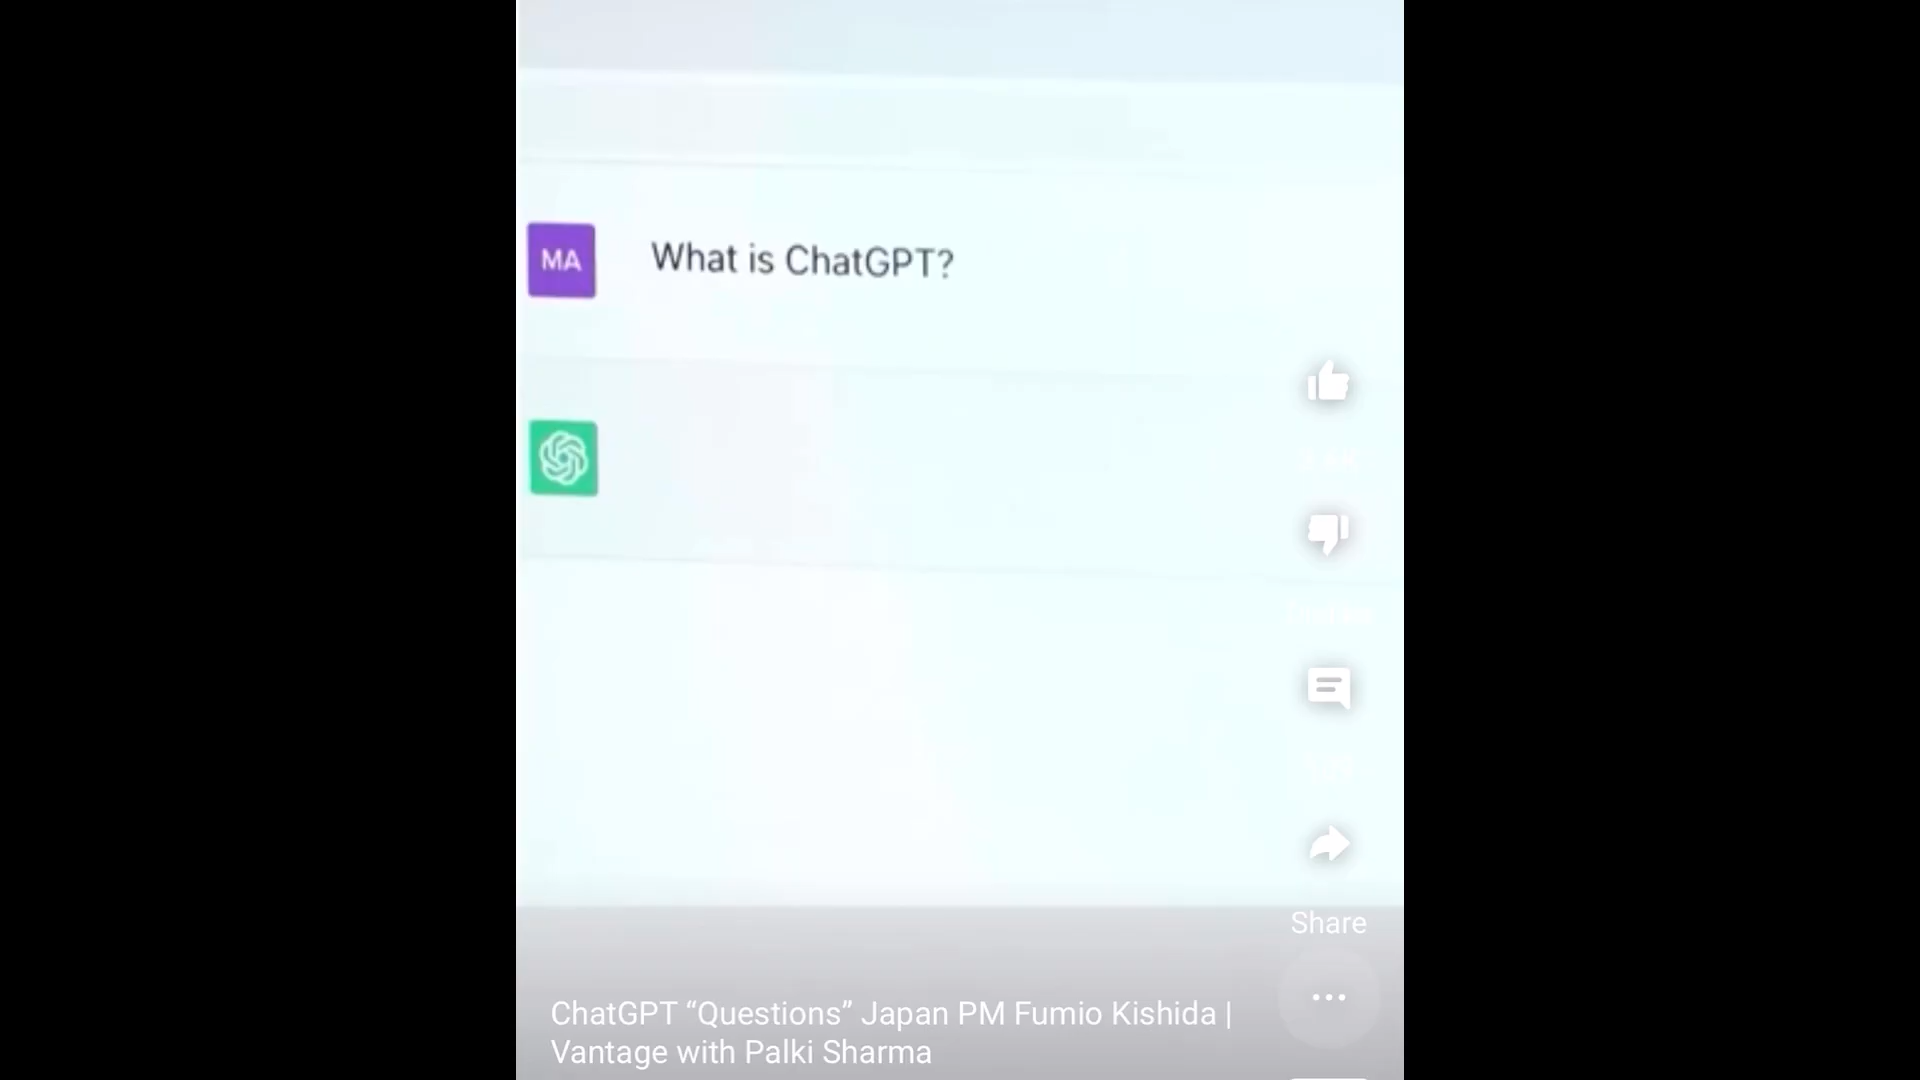 MA
What is ChatGPT?
Share
ChatGPT “Questions” Japan PM Fumio Kishida |
Vantage with Palki Sharma